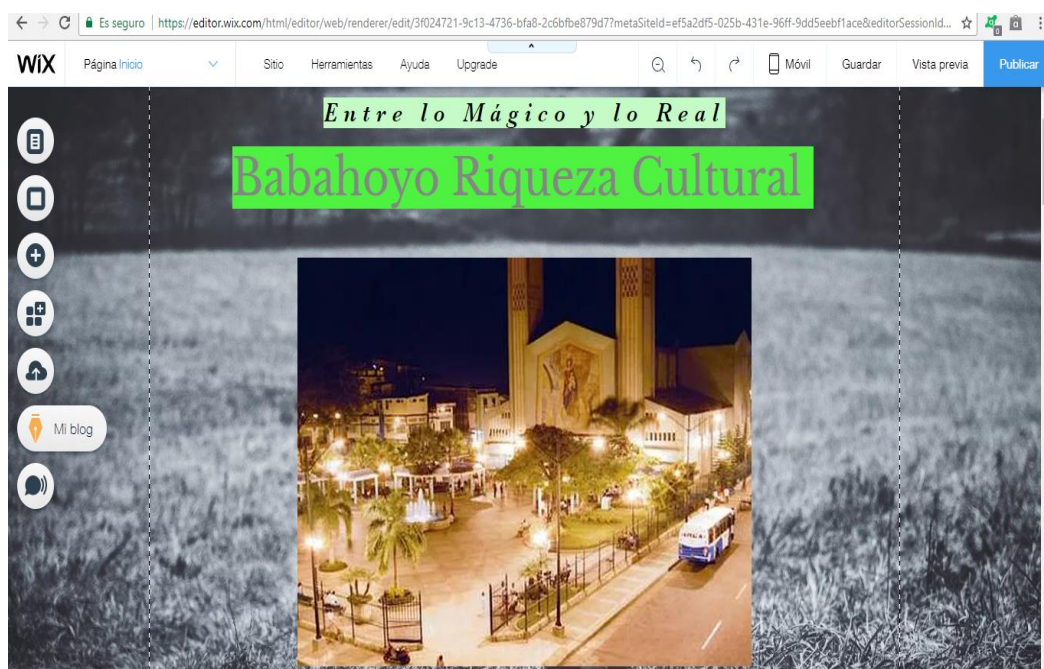 Es seguro | https://editor.wix.com/html/editor/web/renderer/edit/3f024721-9c13-4736-bfa8-2c6bfbe879d7?metaSiteId=ef5a2df5-025b-431e-96ff-9dd5eebf1ace&editorSessionId...
WiX Página Inicio Sitio Herramientas Ayuda Upgrade Móvil Guardar Vista previa Publicar
Entre lo Mágico y lo Real
Babahoyo Riqueza Cultural
Mi blog